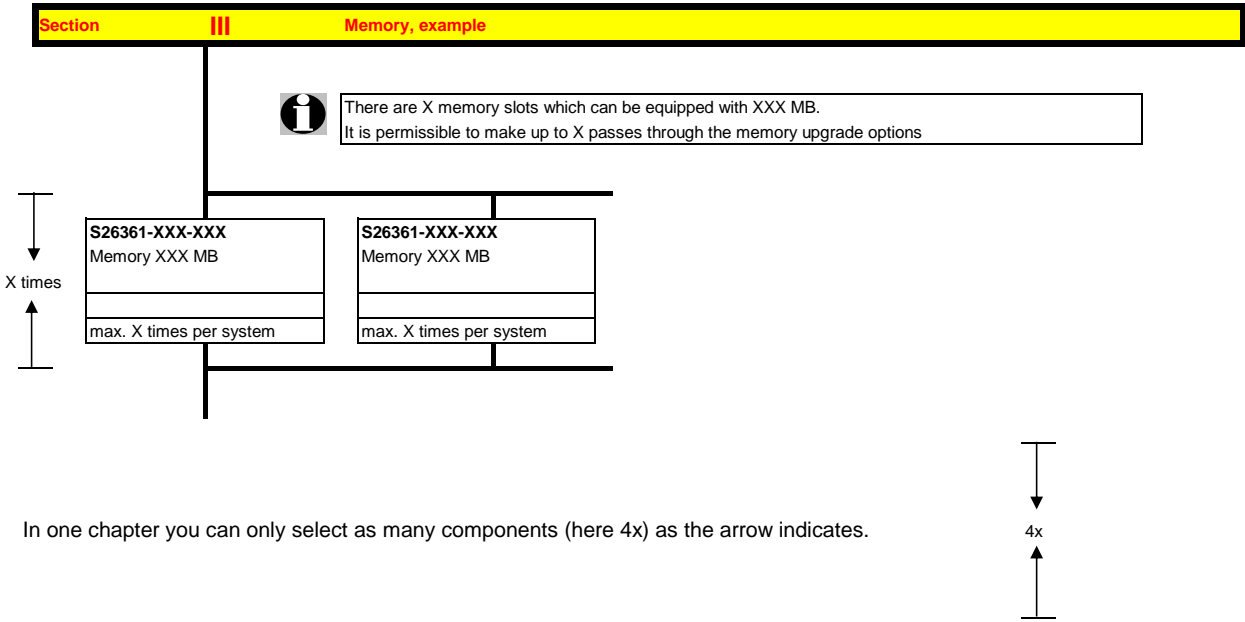 Section III Memory, example
There are X memory slots which can be equipped with XXX MB.
It is permissible to make up to X passes through the memory upgrade options
S26361-XXX-XXX
Memory XXX MB
max. X times per system
S26361-XXX-XXX
Memory XXX MB
max. X times per system
X times
In one chapter you can only select as many components (here 4x) as the arrow indicates.
4x